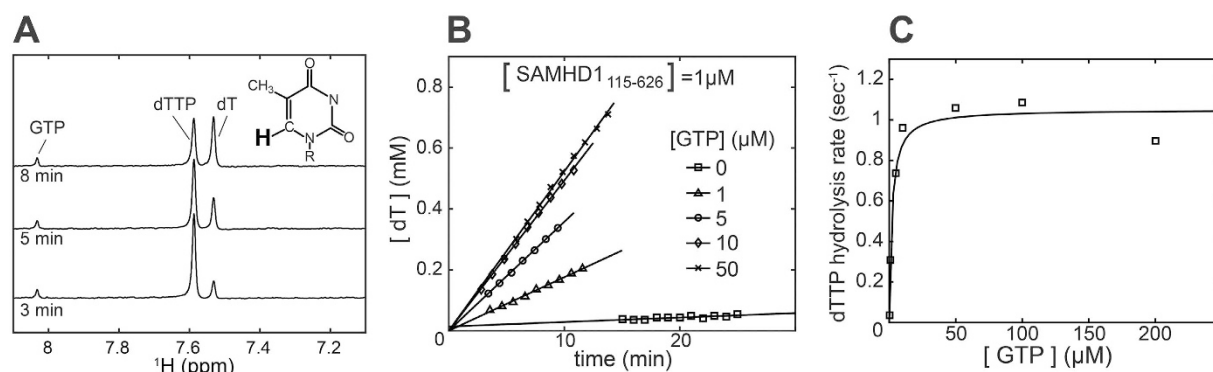 A
GTP
dTTP
dT
CH₃
O
N
H
N
O
R
8 min
5 min
3 min
8
7.8
7.6
7.4
7.2
¹H (ppm)
B
[ SAMHD1₁₁₅₋₆₂₆ ] =1µM
[GTP] (µM)
0
1
5
10
50
0.8
0.6
0.4
0.2
0
10
20
[ dT ] (mM)
time (min)
C
1.2
1
0.8
0.6
0.4
0.2
0
0
50
100
150
200
dTTP hydrolysis rate (sec⁻¹)
[ GTP ] (µM)